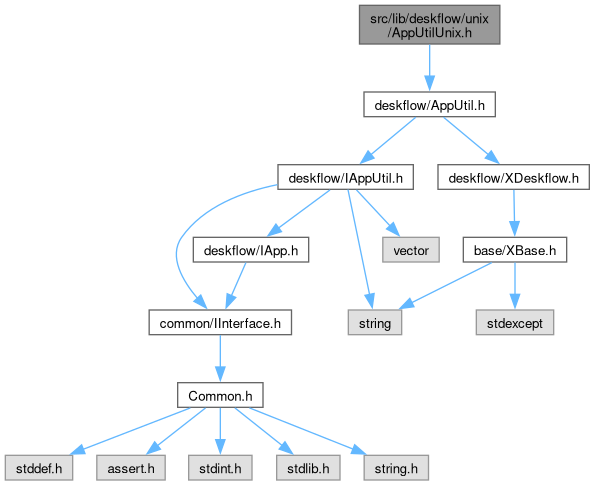 src/lib/deskflow/unix
/AppUtilUnix.h
deskflow/AppUtil.h
deskflow/IAppUtil.h
deskflow/XDeskflow.h
deskflow/IApp.h
vector
base/XBase.h
common/IInterface.h
string
stdexcept
Common.h
stddef.h
assert.h
stdint.h
stdlib.h
string.h